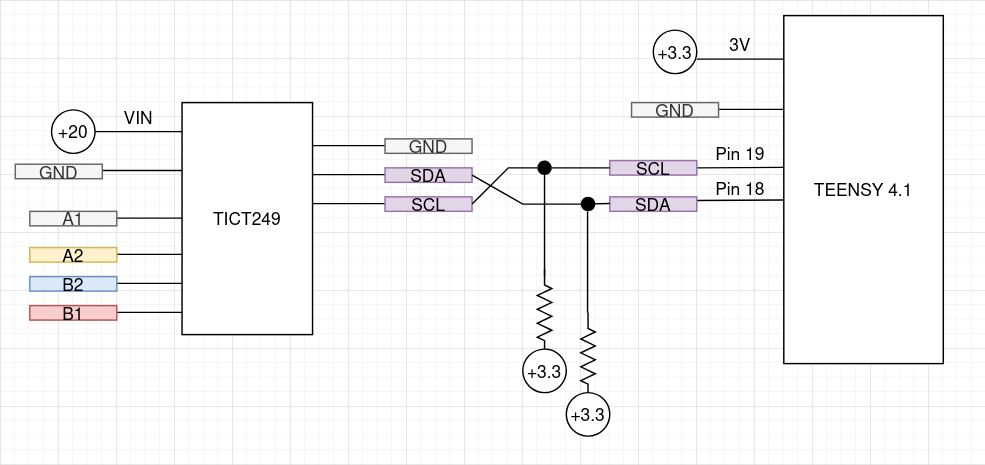 +20
VIN
GND
A1
A2
B2
B1
TICT249
GND
SDA
SCL
+3.3
3V
GND
SCL
Pin 19
SDA
Pin 18
TEENSY 4.1
+3.3
+3.3